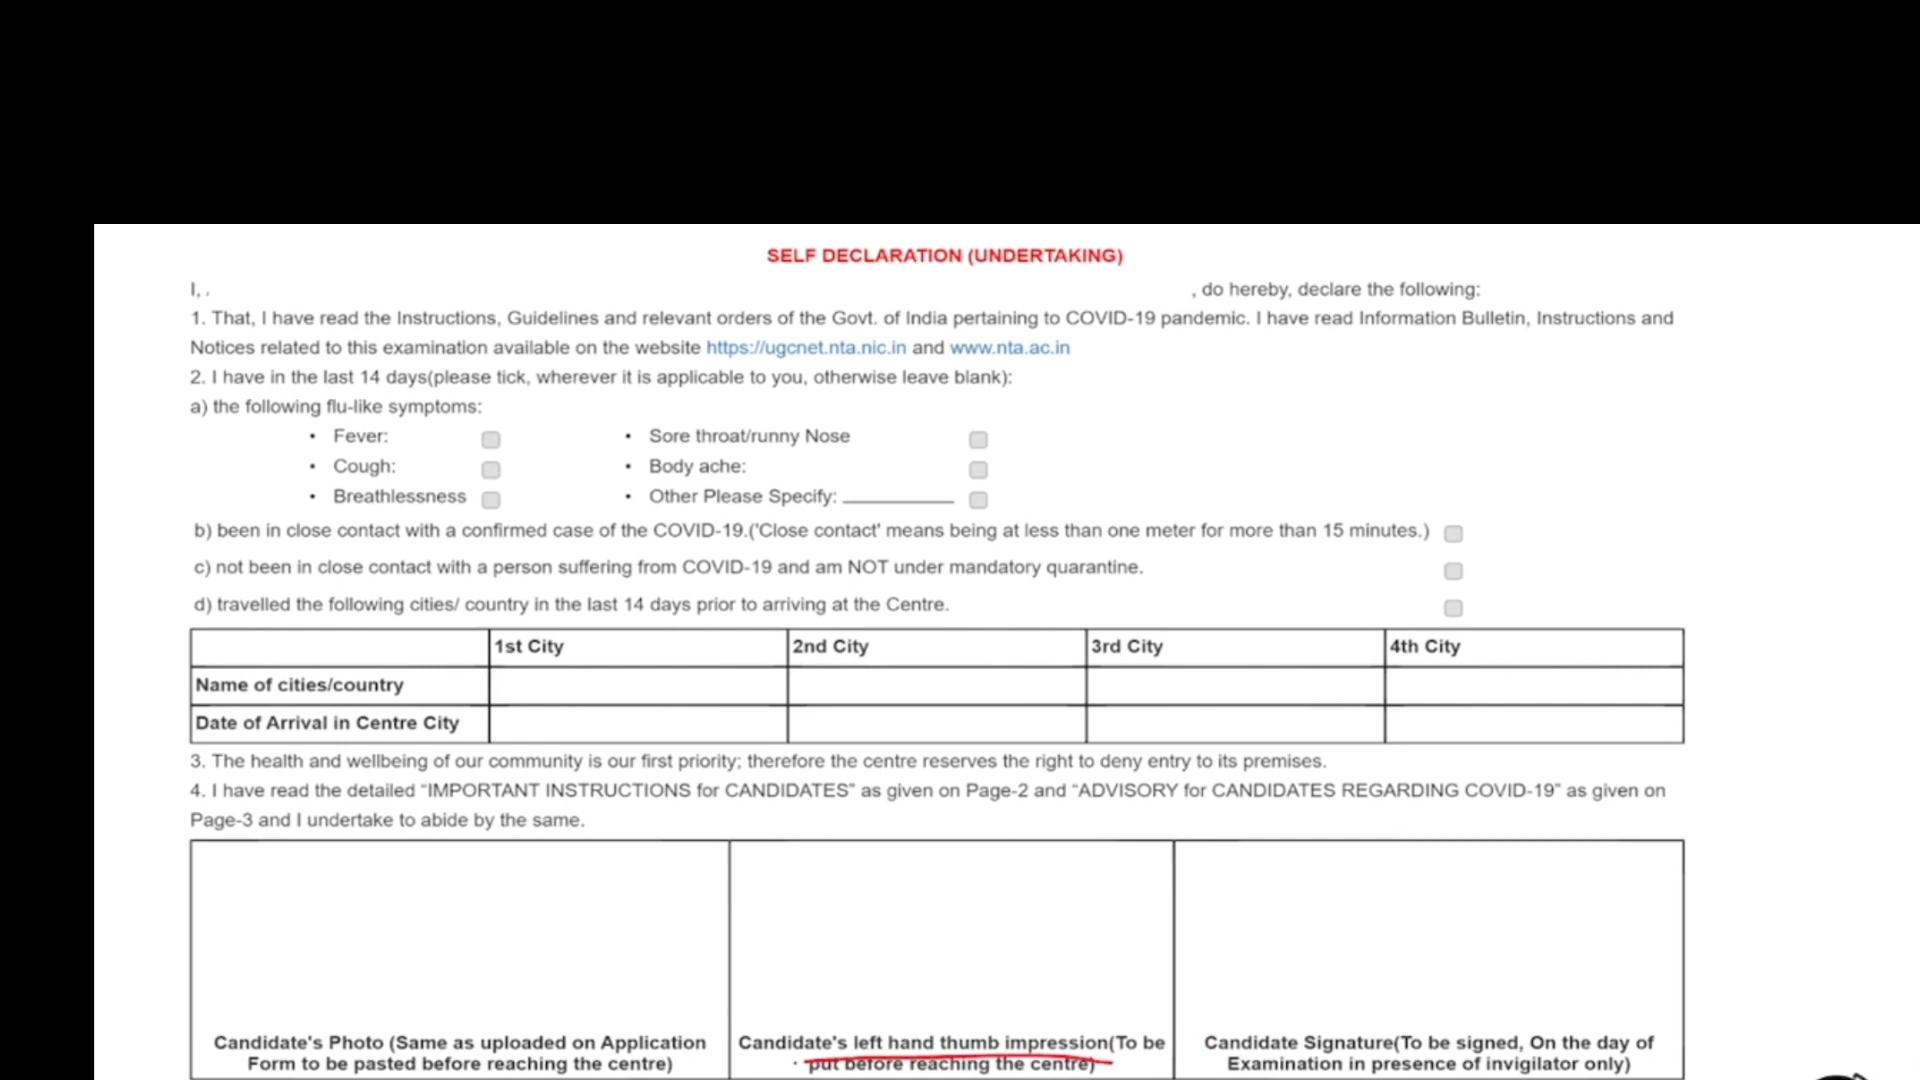 SELF DECLARATION (UNDERTAKING)
I, . , do hereby, declare the following:
1. That, I have read the Instructions, Guidelines and relevant orders of the Govt. of India pertaining to COVID-19 pandemic. I have read Information Bulletin, Instructions and
Notices related to this examination available on the website https://ugcnet.nta.nic.in and www.nta.ac.in
2. I have in the last 14 days(please tick, wherever it is applicable to you, otherwise leave blank):
a) the following flu-like symptoms:
• Fever: • Sore throat/runny Nose
• Cough: • Body ache:
• Breathlessness • Other Please Specify: __________
b) been in close contact with a confirmed case of the COVID-19.('Close contact' means being at less than one meter for more than 15 minutes.)
c) not been in close contact with a person suffering from COVID-19 and am NOT under mandatory quarantine.
d) travelled the following cities/ country in the last 14 days prior to arriving at the Centre.
1st City 2nd City 3rd City 4th City
Name of cities/country
Date of Arrival in Centre City
3. The health and wellbeing of our community is our first priority; therefore the centre reserves the right to deny entry to its premises.
4. I have read the detailed “IMPORTANT INSTRUCTIONS for CANDIDATES” as given on Page-2 and “ADVISORY for CANDIDATES REGARDING COVID-19” as given on
Page-3 and I undertake to abide by the same.
Candidate's Photo (Same as uploaded on Application
Form to be pasted before reaching the centre)
Candidate's left hand thumb impression(To be
put before reaching the centre)
Candidate Signature(To be signed, On the day of
Examination in presence of invigilator only)